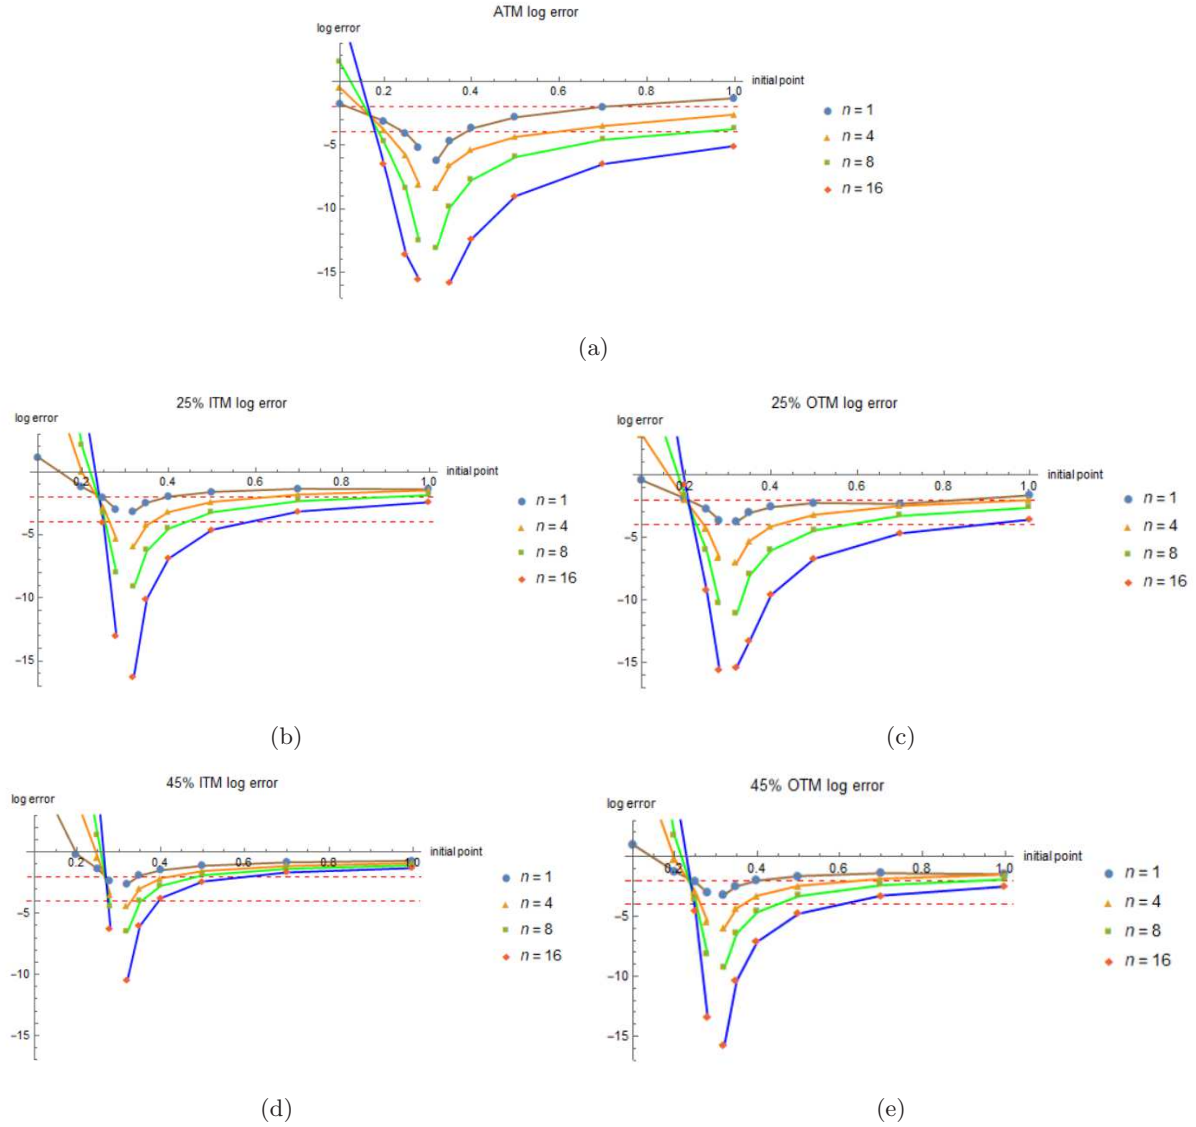 ATM log error
log error
initial point
0.2 0.4 0.6 0.8 1.0
−5
−10
−15
n = 1
n = 4
n = 8
n = 16
(a)
25% ITM log error
log error
initial point
0.2 0.4 0.6 0.8 1.0
−5
−10
−15
n = 1
n = 4
n = 8
n = 16
(b)
25% OTM log error
log error
initial point
0.2 0.4 0.6 0.8 1.0
−5
−10
−15
n = 1
n = 4
n = 8
n = 16
(c)
45% ITM log error
log error
initial point
0.2 0.4 0.6 0.8 1.0
−5
−10
−15
n = 1
n = 4
n = 8
n = 16
(d)
45% OTM log error
log error
initial point
0.2 0.4 0.6 0.8 1.0
−5
−10
−15
n = 1
n = 4
n = 8
n = 16
(e)